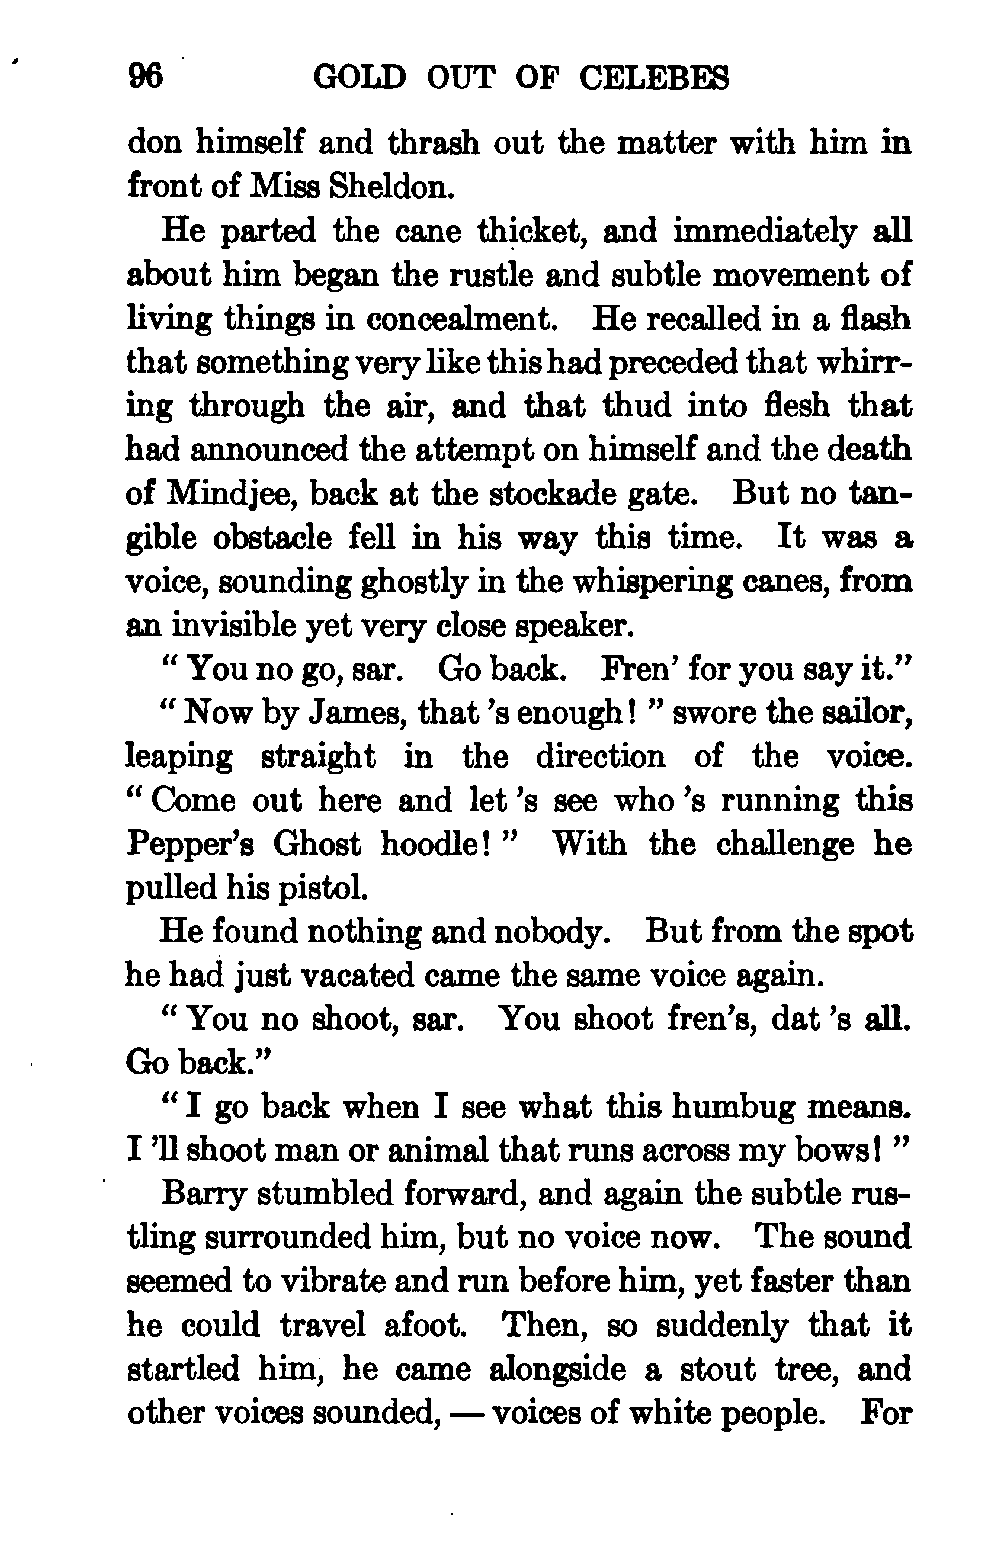 96 GOLD OUT OF CELEBES
don himself and thrash out the matter with him in
front of Miss Sheldon.
He parted the cane thicket, and immediately all
about him began the rustle and subtle movement of
living things in concealment. He recalled in a flash
that something very like this had preceded that whirr-
ing through the air, and that thud into flesh that
had announced the attempt on himself and the death
of Mindjee, back at the stockade gate. But no tan-
gible obstacle fell in his way this time. It was a
voice, sounding ghostly in the whispering canes, from
an invisible yet very close speaker.
“ You no go, sar. Go back. Fren’ for you say it.”
“ Now by James, that ’s enough! ” swore the sailor,
leaping straight in the direction of the voice.
“ Come out here and let ’s see who ’s running this
Pepper’s Ghost hoodle! ” With the challenge he
pulled his pistol.
He found nothing and nobody. But from the spot
he had just vacated came the same voice again.
“ You no shoot, sar. You shoot fren’s, dat ’s all.
Go back.”
“ I go back when I see what this humbug means.
I ’ll shoot man or animal that runs across my bows! ”
Barry stumbled forward, and again the subtle rus-
tling surrounded him, but no voice now. The sound
seemed to vibrate and run before him, yet faster than
he could travel afoot. Then, so suddenly that it
startled him, he came alongside a stout tree, and
other voices sounded, — voices of white people. For